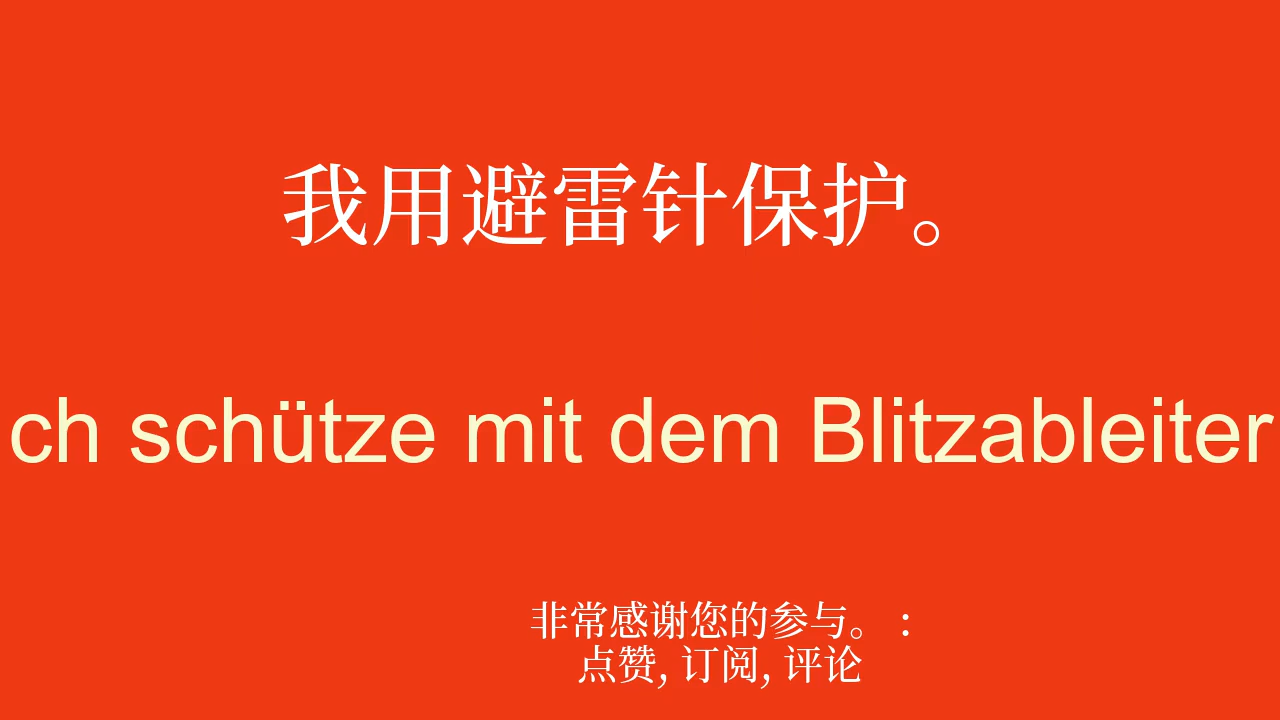 我用避雷针保护。
ch schütze mit dem Blitzableiter
非常感谢您的参与。 :
点赞, 订阅, 评论